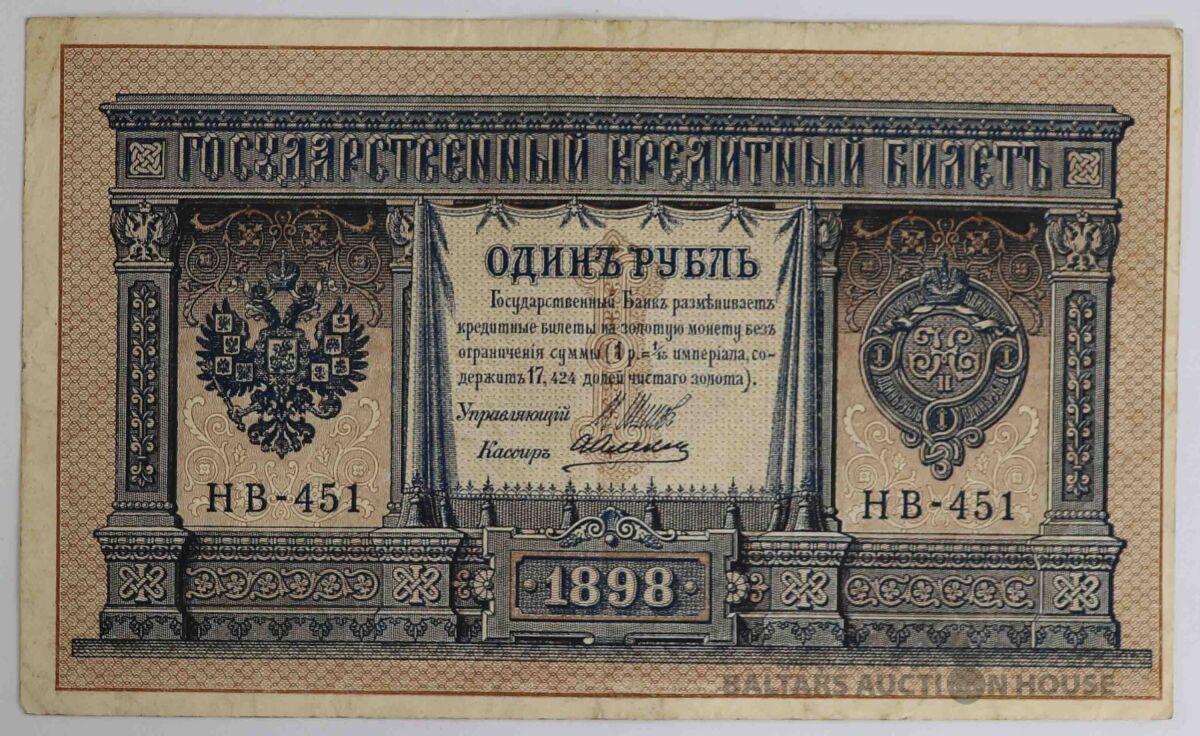 ГОСУДАРСТВЕННЫЙ КРЕДИТНЫЙ БИЛЕТЪ
ОДИНЪ РУБЛЬ
Государственный Банкъ размѣниваетъ
кредитные билеты на золотую монету безъ
ограниченія суммы (1 р. = 1/15 имперіала, со-
держитъ 17,424 долей чистаго золота).
Управляющій
Кассиръ
НВ-451
НВ-451
1898
BALTARS AUCTION HOUSE